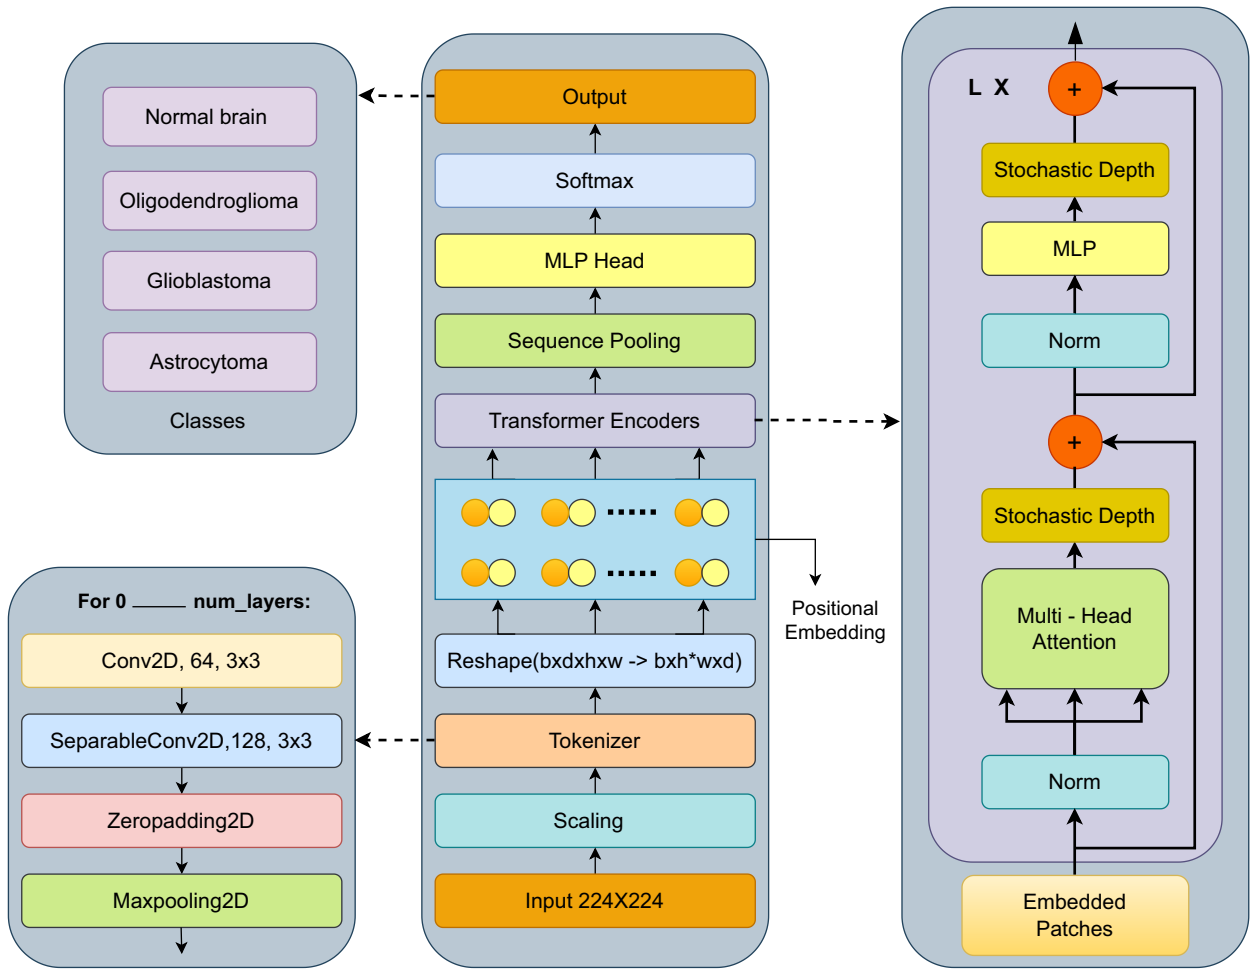 Normal brain
Oligodendroglioma
Glioblastoma
Astrocytoma
Classes
For 0 _____ num_layers:
Conv2D, 64, 3x3
SeparableConv2D,128, 3x3
Zeropadding2D
Maxpooling2D
Output
Softmax
MLP Head
Sequence Pooling
Transformer Encoders
Positional
Embedding
Reshape(bxdxhxw -> bxh*wxd)
Tokenizer
Scaling
Input 224X224
L X
+
Stochastic Depth
MLP
Norm
+
Stochastic Depth
Multi - Head
Attention
Norm
Embedded
Patches